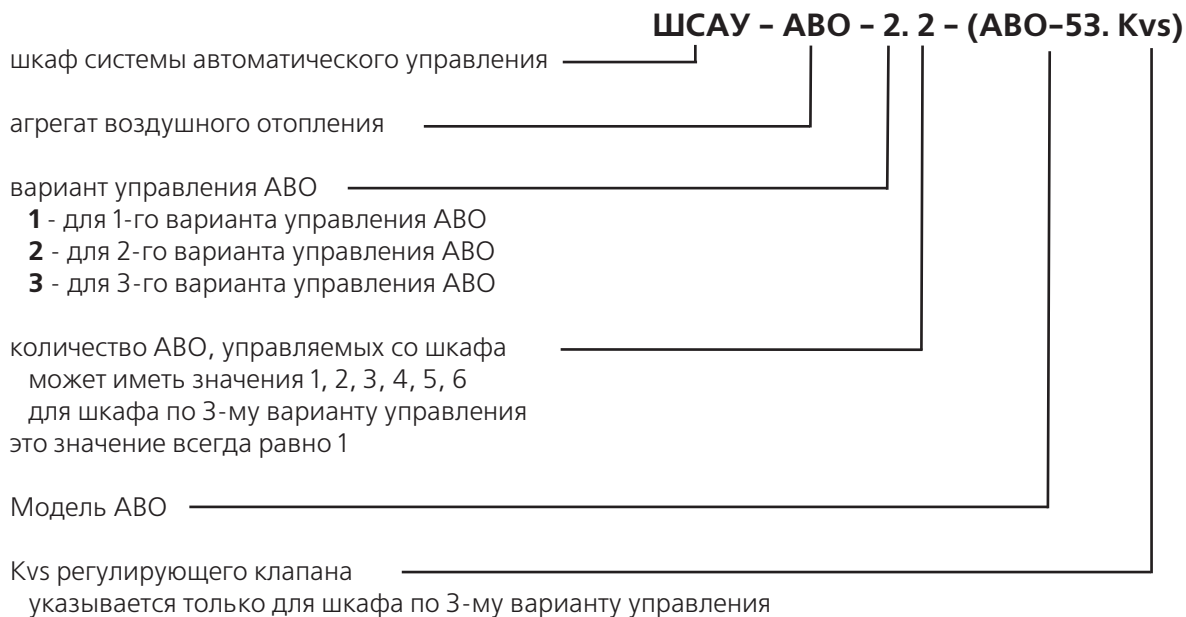 ШСАУ – АВО – 2. 2 – (АВО–53. Kvs)
шкаф системы автоматического управления
агрегат воздушного отопления
вариант управления АВО
1 - для 1-го варианта управления АВО
2 - для 2-го варианта управления АВО
3 - для 3-го варианта управления АВО
количество АВО, управляемых со шкафа
может иметь значения 1, 2, 3, 4, 5, 6
для шкафа по 3-му варианту управления
это значение всегда равно 1
Модель АВО
Kvs регулирующего клапана
указывается только для шкафа по 3-му варианту управления